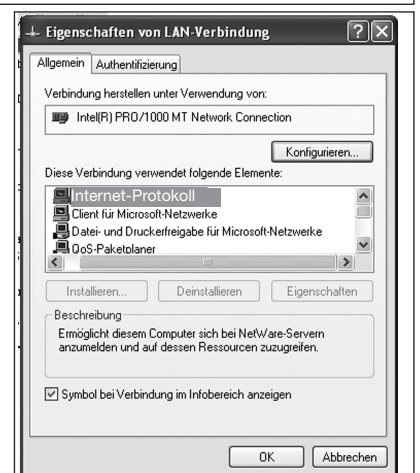 Eigenschaften von LAN-Verbindung
Allgemein Authentifizierung
Verbindung herstellen unter Verwendung von:
Intel(R) PRO/1000 MT Network Connection
Konfigurieren...
Diese Verbindung verwendet folgende Elemente:
Internet-Protokoll
Client für Microsoft-Netzwerke
Datei- und Druckerfreigabe für Microsoft-Netzwerke
QoS-Paketplaner
Installieren... Deinstallieren Eigenschaften
Beschreibung
Ermöglicht diesem Computer sich bei NetWare-Servern
anzumelden und auf dessen Ressourcen zuzugreifen.
Symbol bei Verbindung im Infobereich anzeigen
OK Abbrechen